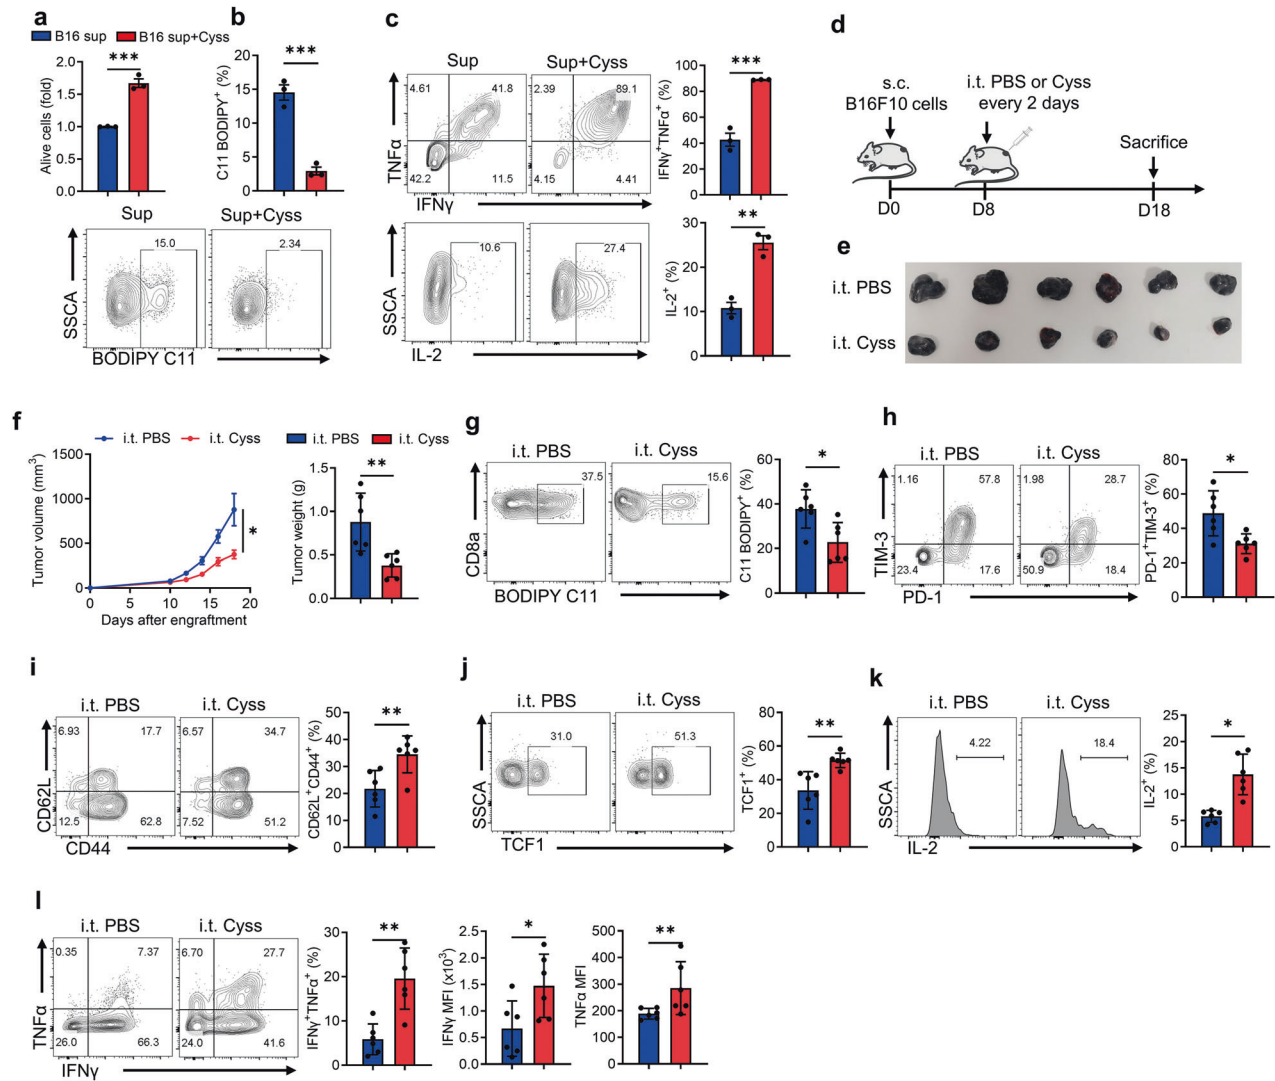 a
b
B16 sup
B16 sup+Cyss
Alive cells (fold)
2.0
1.5
1.0
0.5
0.0
***
C11 BODIPY+ (%)
20
15
10
5
0
***
Sup
Sup+Cyss
15.0
2.34
SSCA
BODIPY C11
c
Sup
Sup+Cyss
4.61
41.8
42.2
11.5
2.39
89.1
4.15
4.41
TNFα
IFNγ
IFNγ+TNFα+ (%)
100
80
60
40
20
0
***
10.6
27.4
SSCA
IL-2
IL-2+ (%)
30
20
10
0
**
d
s.c.
B16F10 cells
i.t. PBS or Cyss
every 2 days
Sacrifice
D0
D8
D18
e
i.t. PBS
i.t. Cyss
f
i.t. PBS
i.t. Cyss
Tumor volume (mm3)
1500
1000
500
0
0
5
10
15
20
Days after engraftment
*
i.t. PBS
i.t. Cyss
Tumor weight (g)
1.5
1.0
0.5
0.0
**
g
i.t. PBS
i.t. Cyss
37.5
15.6
CD8a
BODIPY C11
C11 BODIPY+ (%)
60
40
20
0
*
h
i.t. PBS
i.t. Cyss
1.16
57.8
23.4
17.6
1.98
28.7
50.9
18.4
TIM-3
PD-1
PD-1+TIM-3+ (%)
80
60
40
20
0
*
i
i.t. PBS
i.t. Cyss
6.93
17.7
12.5
62.8
6.57
34.7
7.52
51.2
CD62L
CD44
CD62L+CD44+ (%)
50
40
30
20
10
0
**
j
i.t. PBS
i.t. Cyss
31.0
51.3
SSCA
TCF1
TCF1+ (%)
80
60
40
20
0
**
k
i.t. PBS
i.t. Cyss
4.22
18.4
SSCA
IL-2
IL-2+ (%)
25
20
15
10
5
0
*
l
i.t. PBS
i.t. Cyss
0.35
7.37
26.0
66.3
6.70
27.7
24.0
41.6
TNFα
IFNγ
IFNγ+TNFα+ (%)
30
20
10
0
**
IFNγ MFI (x103)
2.5
2.0
1.5
1.0
0.5
0.0
*
TNFα MFI
500
400
300
200
100
0
**